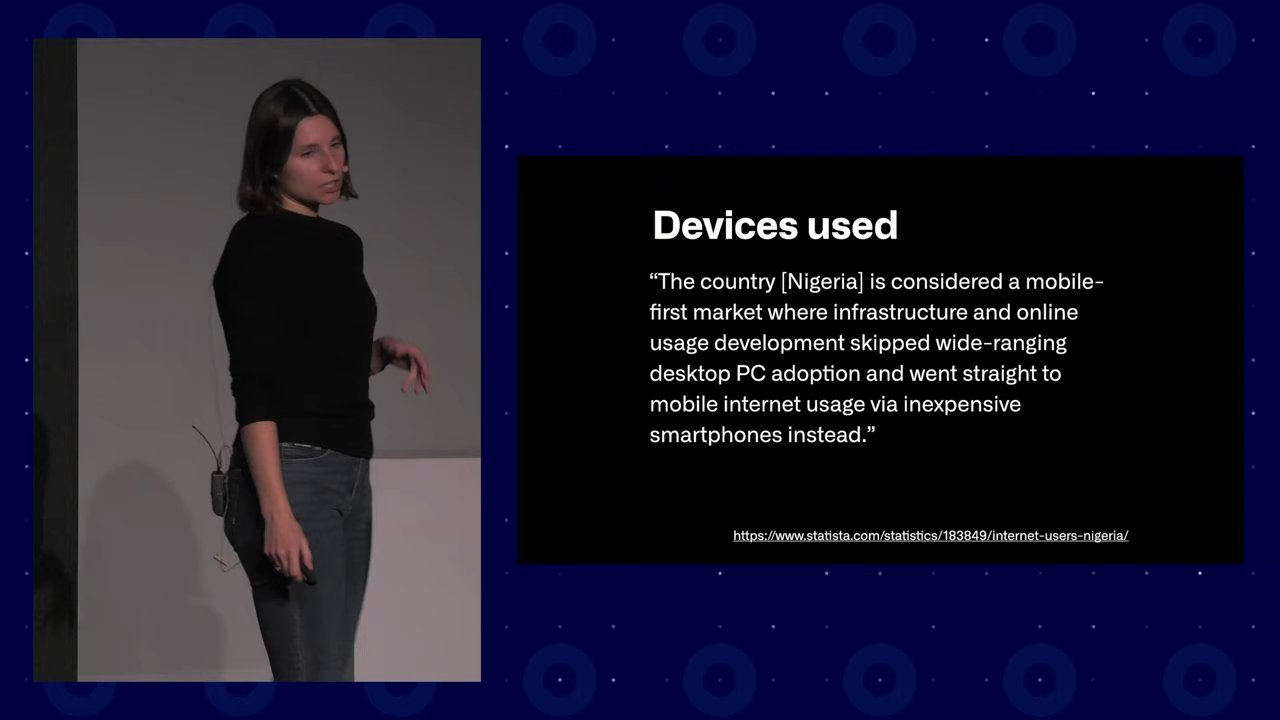 Devices used
“The country [Nigeria] is considered a mobile-
first market where infrastructure and online
usage development skipped wide-ranging
desktop PC adoption and went straight to
mobile internet usage via inexpensive
smartphones instead.”
https://www.statista.com/statistics/183849/internet-users-nigeria/